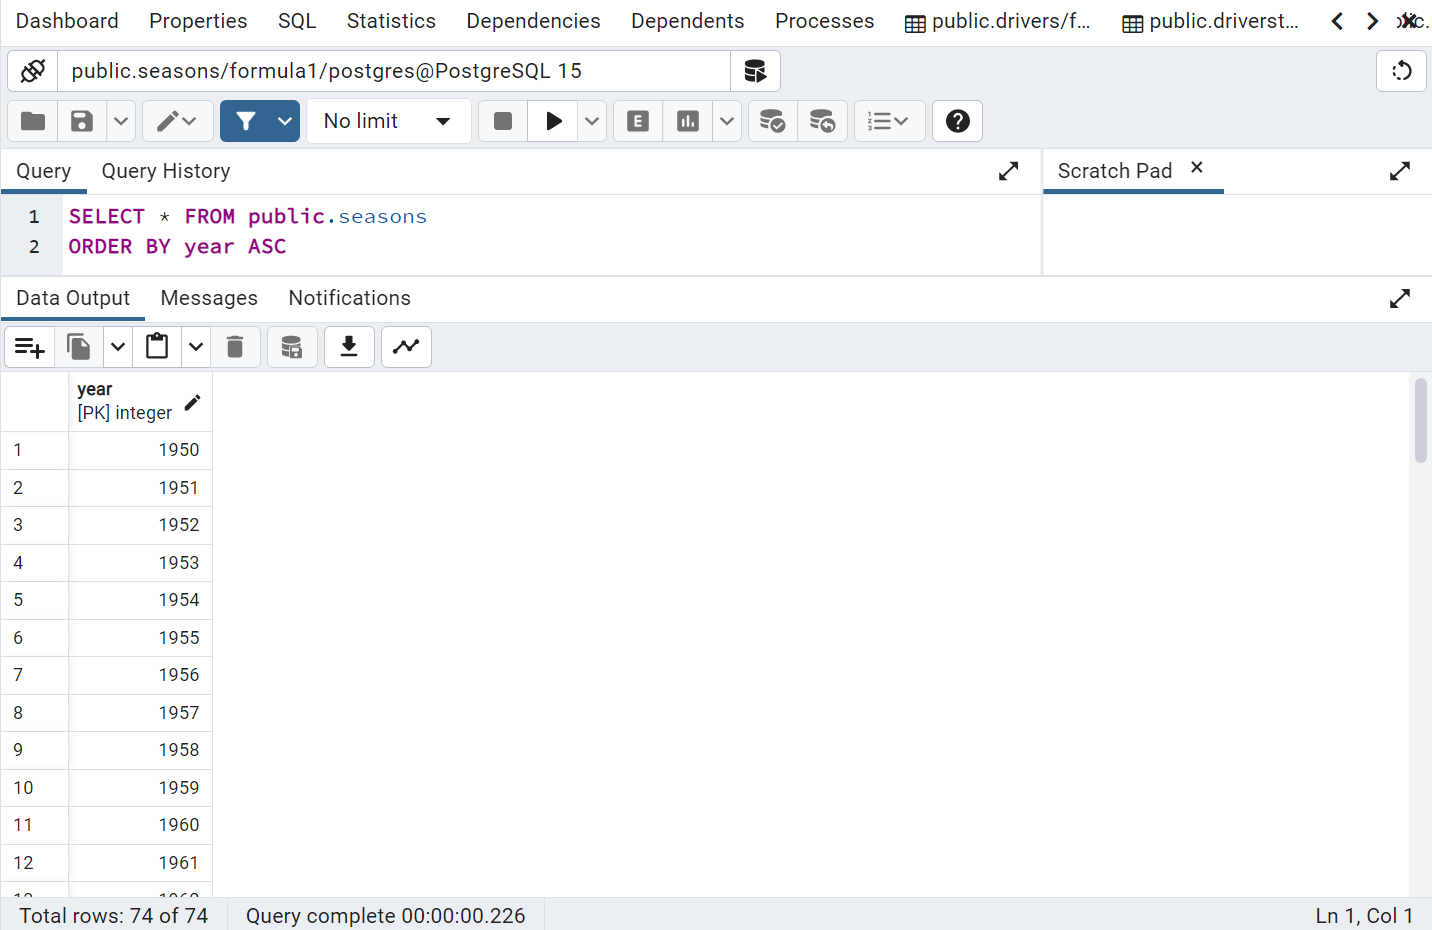 Dashboard Properties SQL Statistics Dependencies Dependents Processes public.drivers/f... public.driverst...
public.seasons/formula1/postgres@PostgreSQL 15
No limit
E
1
2
3
?
Query Query History Scratch Pad
1 SELECT * FROM public.seasons
2 ORDER BY year ASC
Data Output Messages Notifications
year
[PK] integer
1 1950
2 1951
3 1952
4 1953
5 1954
6 1955
7 1956
8 1957
9 1958
10 1959
11 1960
12 1961
Total rows: 74 of 74 Query complete 00:00:00.226 Ln 1, Col 1